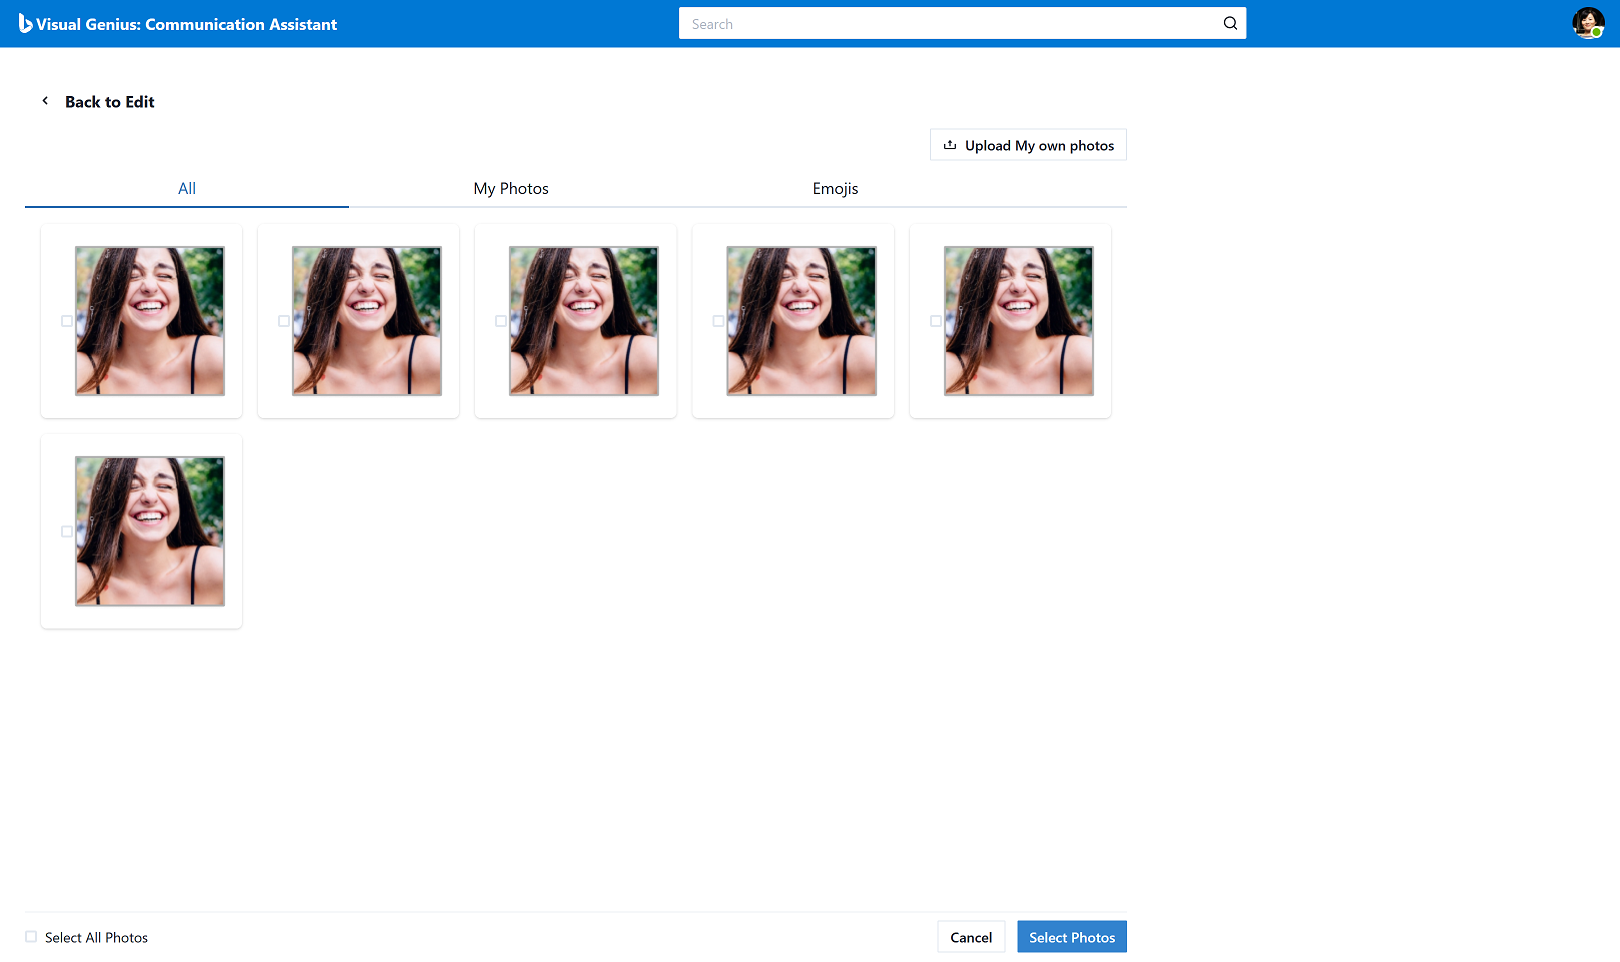 Visual Genius: Communication Assistant
Search
Back to Edit
Upload My own photos
All
My Photos
Emojis
Select All Photos
Cancel
Select Photos